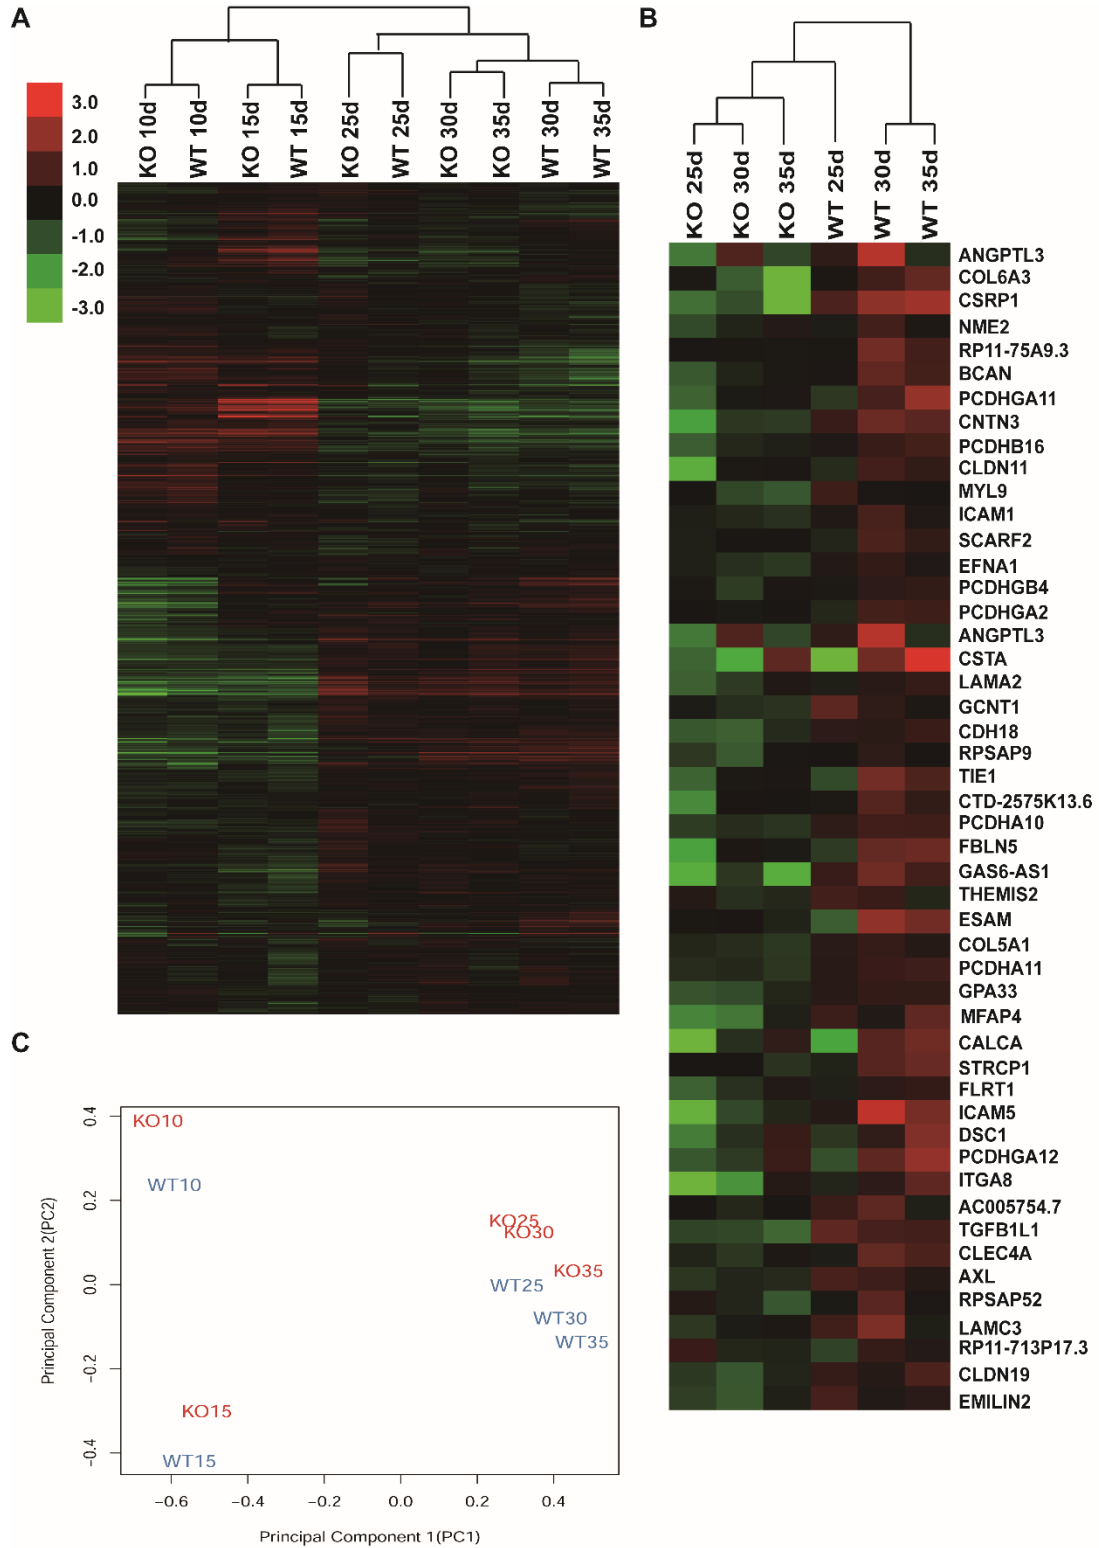 A
3.0
2.0
1.0
0.0
-1.0
-2.0
-3.0
KO 10d
WT 10d
KO 15d
WT 15d
KO 25d
WT 25d
KO 30d
KO 35d
WT 30d
WT 35d
B
KO 25d
KO 30d
KO 35d
WT 25d
WT 30d
WT 35d
ANGPTL3
COL6A3
CSRP1
NME2
RP11-75A9.3
BCAN
PCDHGA11
CNTN3
PCDHB16
CLDN11
MYL9
ICAM1
SCARF2
EFNA1
PCDHGB4
PCDHGA2
ANGPTL3
CSTA
LAMA2
GCNT1
CDH18
RPSAP9
TIE1
CTD-2575K13.6
PCDHA10
FBLN5
GAS6-AS1
THEMIS2
ESAM
COL5A1
PCDHA11
GPA33
MFAP4
CALCA
STRCP1
FLRT1
ICAM5
DSC1
PCDHGA12
ITGA8
AC005754.7
TGFB1L1
CLEC4A
AXL
RPSAP52
LAMC3
RP11-713P17.3
CLDN19
EMILIN2
C
Principal Component 2(PC2)
0.4
0.2
0.0
−0.2
−0.4
KO10
WT10
KO25
KO30
KO35
WT25
WT30
WT35
KO15
WT15
−0.6
−0.4
−0.2
0.0
0.2
0.4
Principal Component 1(PC1)